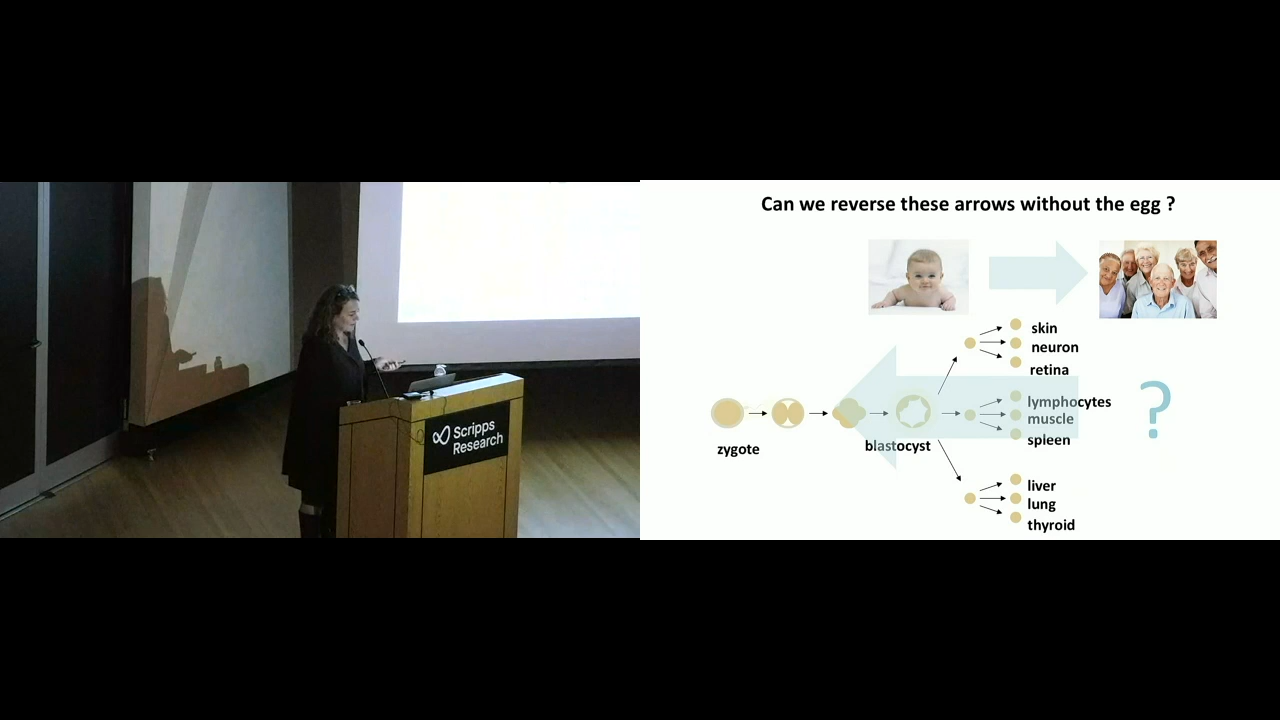 Scripps
Research
Can we reverse these arrows without the egg ?
skin
neuron
retina
lymphocytes
muscle
spleen
zygote
blastocyst
?
liver
lung
thyroid